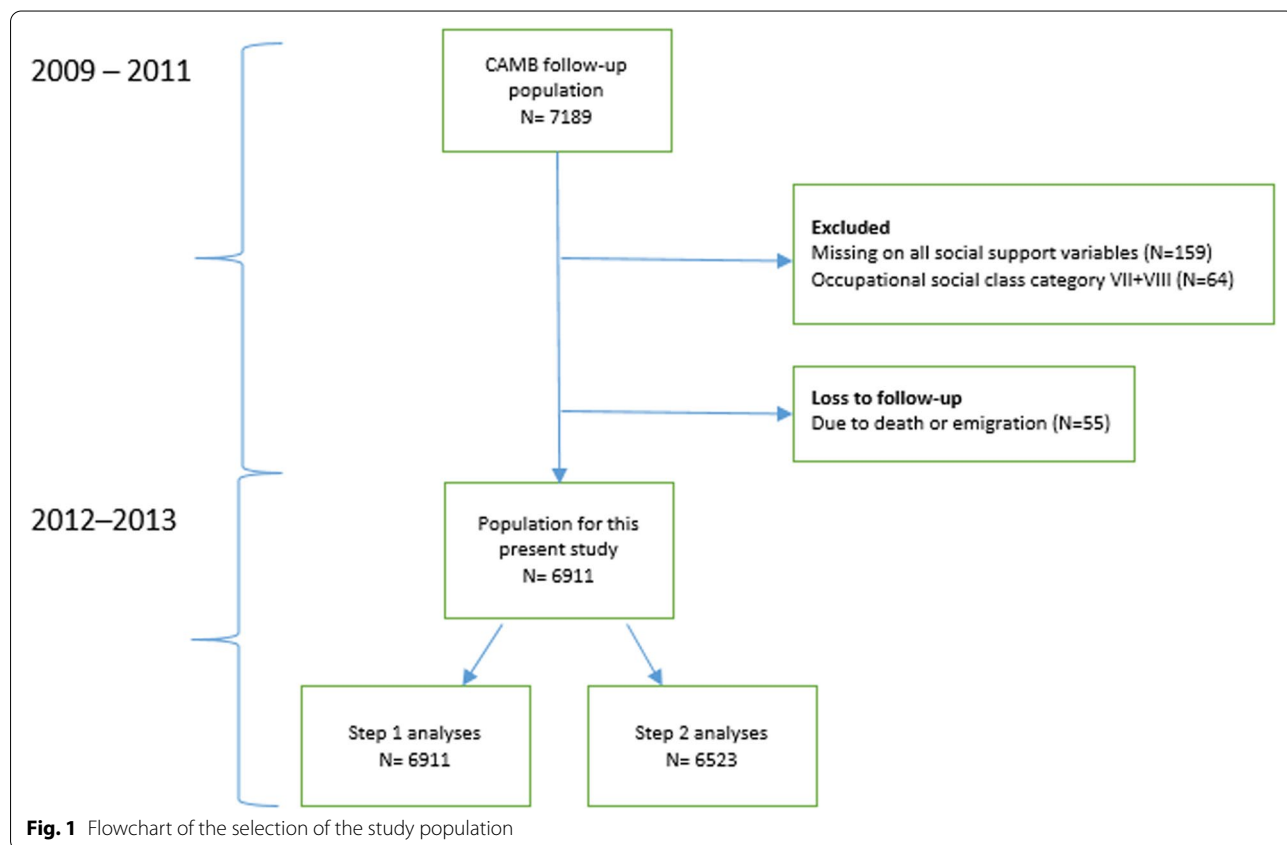 2009 – 2011
CAMB follow-up
population
N= 7189
Excluded
Missing on all social support variables (N=159)
Occupational social class category VII+VIII (N=64)
Loss to follow-up
Due to death or emigration (N=55)
2012–2013
Population for this
present study
N= 6911
Step 1 analyses
N= 6911
Step 2 analyses
N= 6523
Fig. 1 Flowchart of the selection of the study population